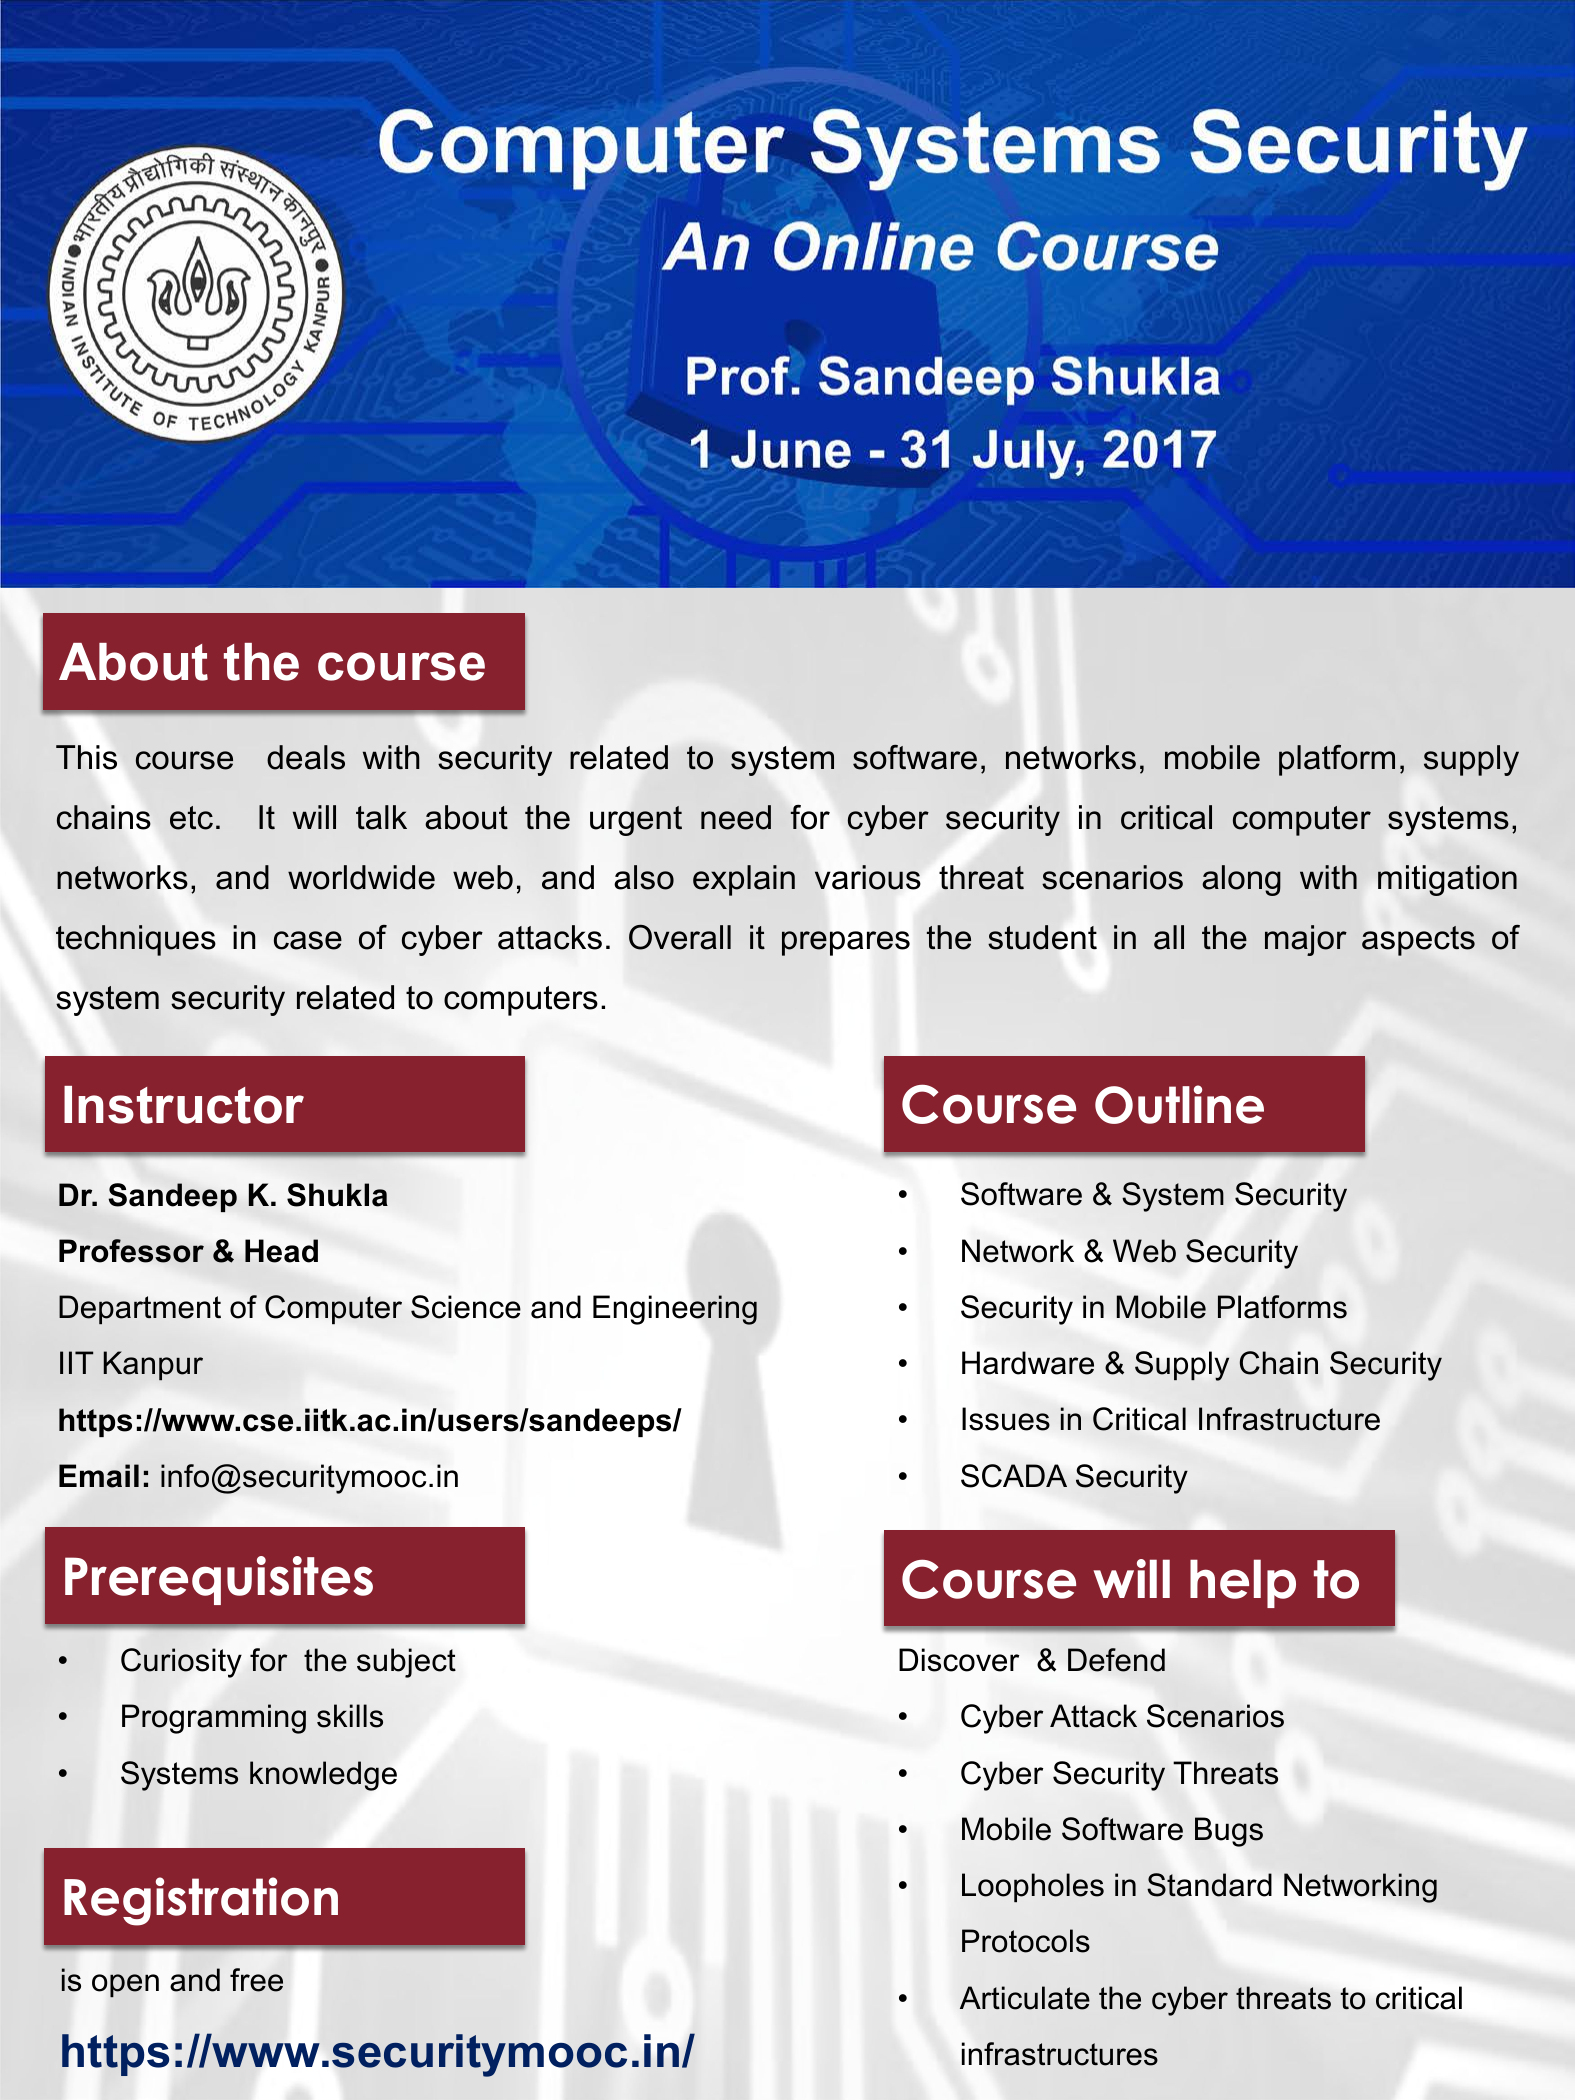 Computer Systems Security
An Online Course
Prof. Sandeep Shukla
1 June - 31 July, 2017
भारतीय प्रौद्योगिकी संस्थान कानपुर
INDIAN INSTITUTE OF TECHNOLOGY KANPUR
About the course
This course deals with security related to system software, networks, mobile platform, supply
chains etc. It will talk about the urgent need for cyber security in critical computer systems,
networks, and worldwide web, and also explain various threat scenarios along with mitigation
techniques in case of cyber attacks. Overall it prepares the student in all the major aspects of
system security related to computers.
Instructor
Dr. Sandeep K. Shukla
Professor & Head
Department of Computer Science and Engineering
IIT Kanpur
https://www.cse.iitk.ac.in/users/sandeeps/
Email: info@securitymooc.in
Course Outline
• Software & System Security
• Network & Web Security
• Security in Mobile Platforms
• Hardware & Supply Chain Security
• Issues in Critical Infrastructure
• SCADA Security
Prerequisites
• Curiosity for the subject
• Programming skills
• Systems knowledge
Registration
is open and free
https://www.securitymooc.in/
Course will help to
Discover & Defend
• Cyber Attack Scenarios
• Cyber Security Threats
• Mobile Software Bugs
• Loopholes in Standard Networking
Protocols
• Articulate the cyber threats to critical
infrastructures